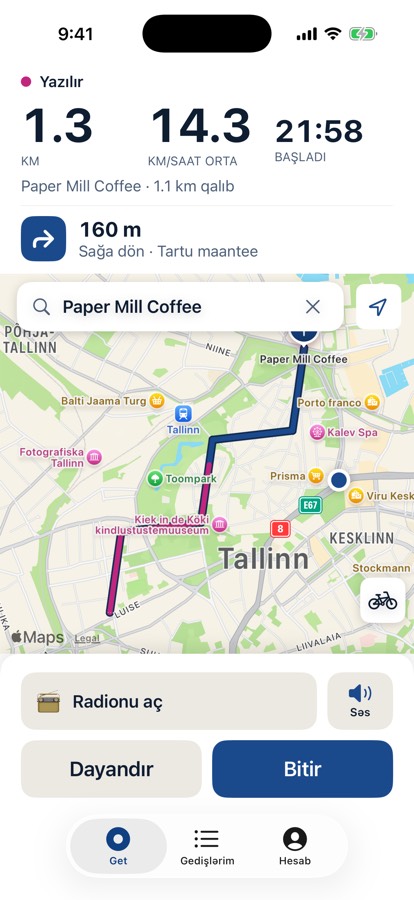 9:41
Yazılır
1.3
14.3
21:58
KM
KM/SAAT ORTA
BAŞLADI
Paper Mill Coffee · 1.1 km qalıb
160 m
Sağa dön · Tartu maantee
Paper Mill Coffee
PÕHJA-
TALLINN
NIINE
Paper Mill Coffee
Balti Jaama Turg
Porto franco
Tallinn
Kalev Spa
Fotografiska
Tallinn
Toompark
Prisma
Viru Kesk
E67
Kiek in de Köki
kindlustustemuuseum
8
Tallinn
KESKLINN
Stockmann
LUISE
Maps
Legal
LIIVALAIA
Radionu aç
Səs
Dayandır
Bitir
Get
Gedişlərim
Hesab